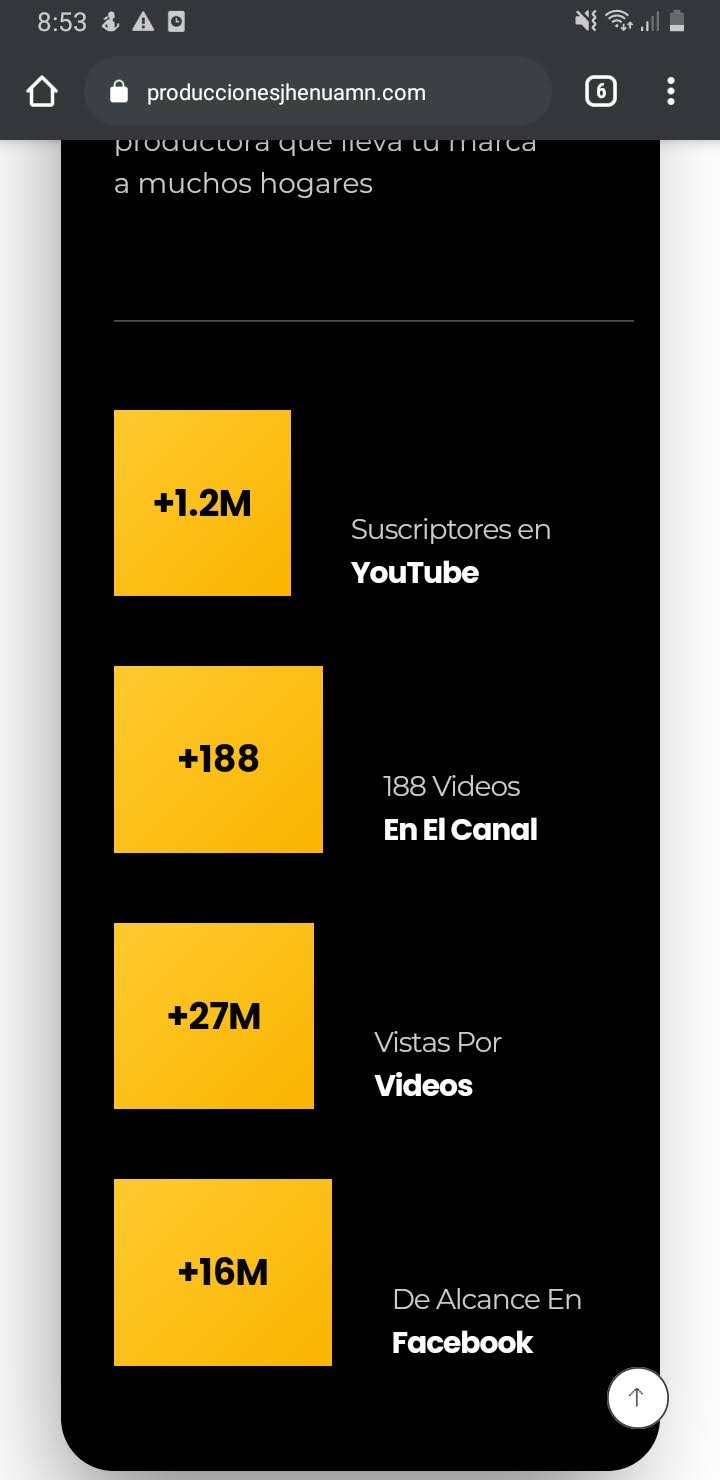 8:53
produccionesjhenuamn.com
6
productora que lleva tu marca
a muchos hogares
+1.2M
Suscriptores en
YouTube
+188
188 Videos
En El Canal
+27M
Vistas Por
Videos
+16M
De Alcance En
Facebook